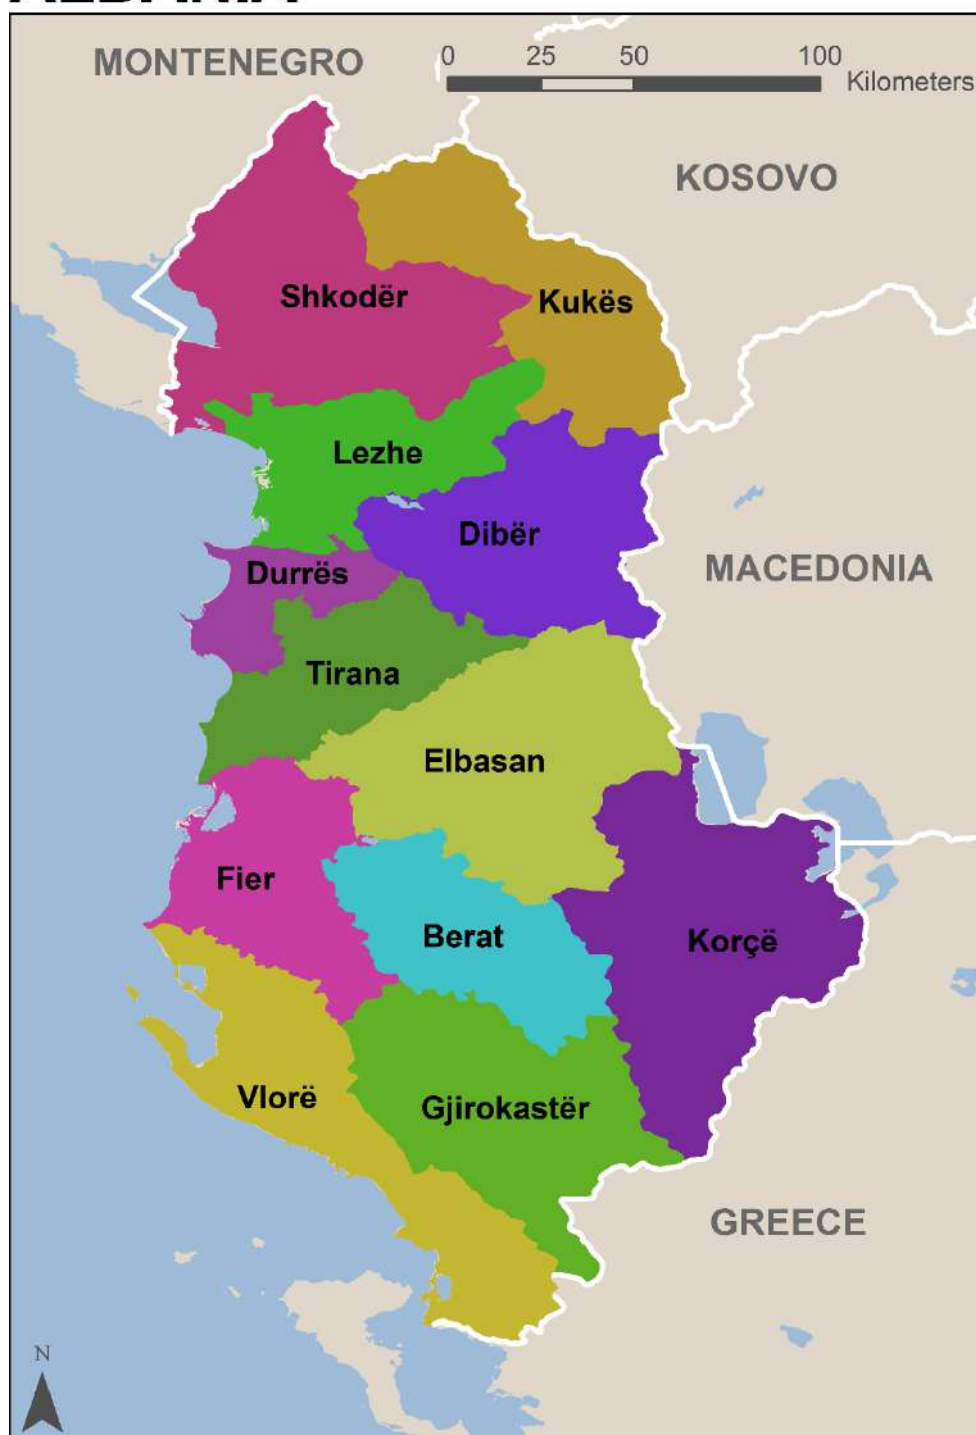 MONTENEGRO
0 25 50 100
Kilometers
KOSOVO
Shkodër
Kukës
Lezhe
Dibër
MACEDONIA
Durrës
Tirana
Elbasan
Fier
Berat
Korçë
Vlorë
Gjirokastër
GREECE
N